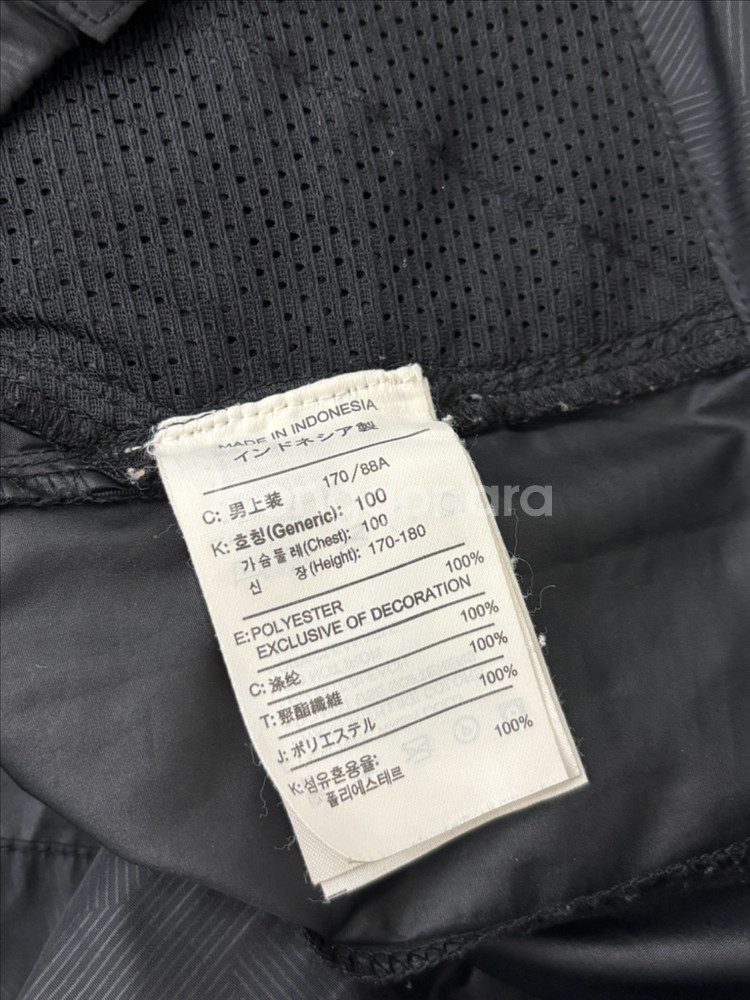 MADE IN INDONESIA
インドネシア製
170/88A
C: 男上装
K: 호칭(Generic): 100
가슴둘레(Chest): 100
신 장(Height): 170-180
E:POLYESTER 100%
EXCLUSIVE OF DECORATION
C: 涤纶 100%
T: 聚酯纖維 100%
J: ポリエステル 100%
K:섬유혼용율:
폴리에스테르 100%